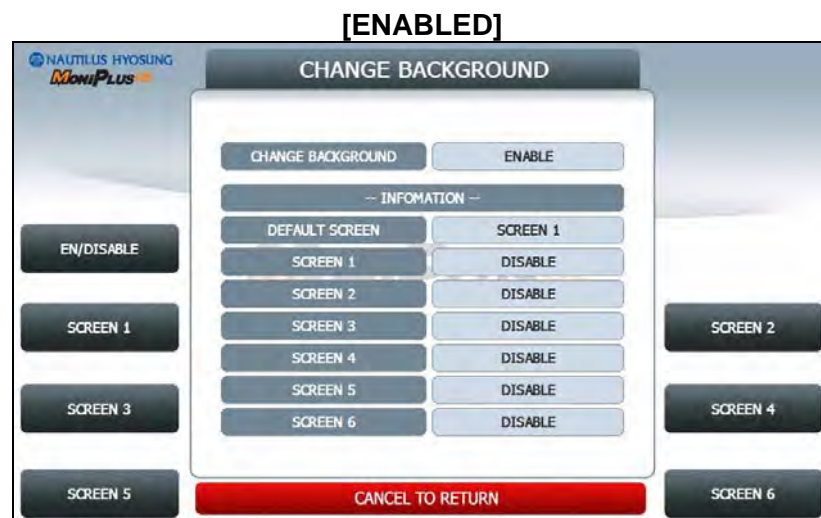 [ENABLED]
NAUTILUS HYOSUNG
MONIPLUS
CHANGE BACKGROUND
CHANGE BACKGROUND ENABLE
-- INFOMATION --
DEFAULT SCREEN SCREEN 1
EN/DISABLE
SCREEN 1 DISABLE
SCREEN 2 DISABLE
SCREEN 1 SCREEN 3 DISABLE SCREEN 2
SCREEN 4 DISABLE
SCREEN 5 DISABLE
SCREEN 3 SCREEN 6 DISABLE SCREEN 4
SCREEN 5 CANCEL TO RETURN SCREEN 6